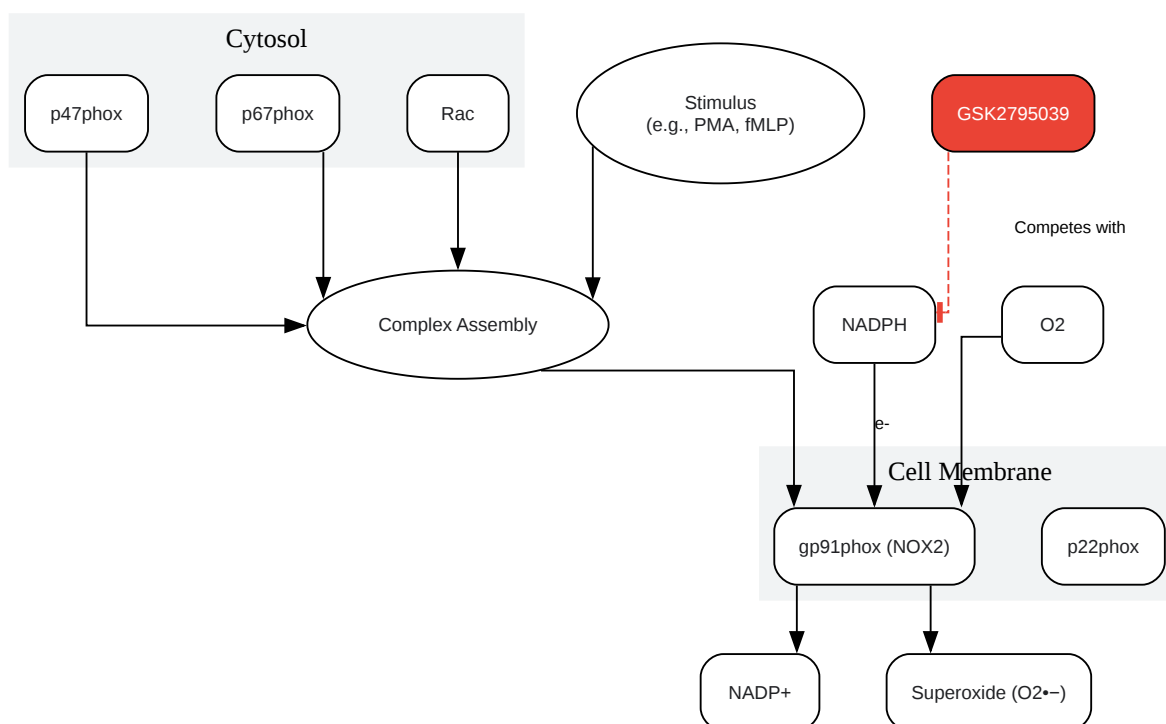 Cytosol
p47phox
p67phox
Rac
Stimulus
(e.g., PMA, fMLP)
GSK2795039
Competes with
Complex Assembly
NADPH
O2
e-
Cell Membrane
gp91phox (NOX2)
p22phox
NADP+
Superoxide (O2•−)